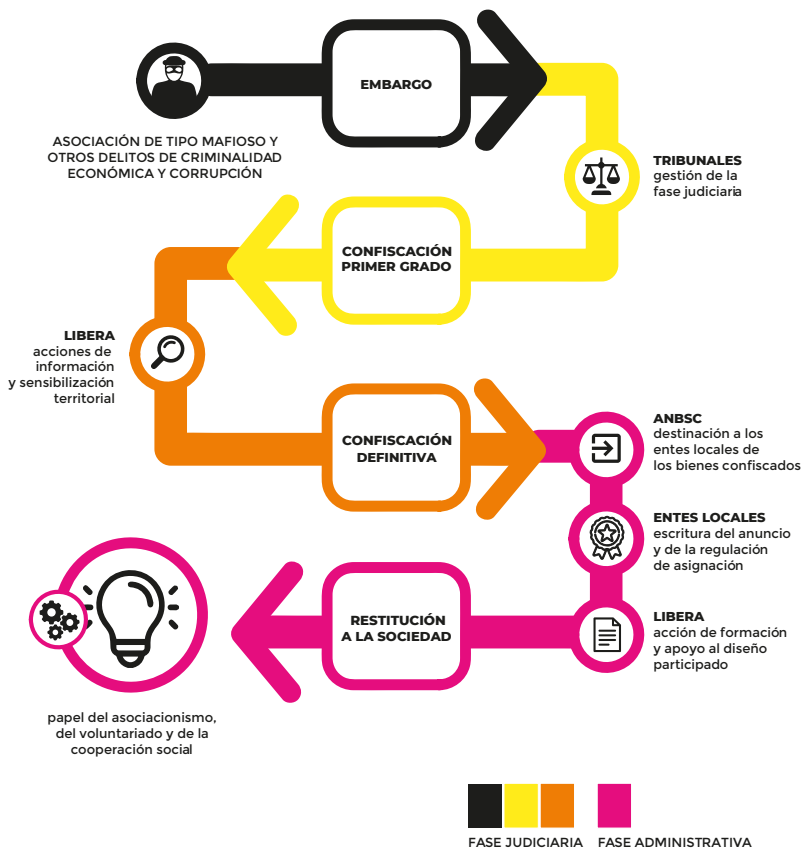 EMBARGO
ASOCIACIÓN DE TIPO MAFIOSO Y
OTROS DELITOS DE CRIMINALIDAD
ECONÓMICA Y CORRUPCIÓN
TRIBUNALES
gestión de la
fase judiciaria
CONFISCACIÓN
PRIMER GRADO
LIBERA
acciones de
información
y sensibilización
territorial
CONFISCACIÓN
DEFINITIVA
ANBSC
destinación a los
entes locales de
los bienes confiscados
ENTES LOCALES
escritura del anuncio
y de la regulación
de asignación
LIBERA
acción de formación
y apoyo al diseño
participado
RESTITUCIÓN
A LA SOCIEDAD
papel del asociacionismo,
del voluntariado y de la
cooperación social
FASE JUDICIARIA
FASE ADMINISTRATIVA